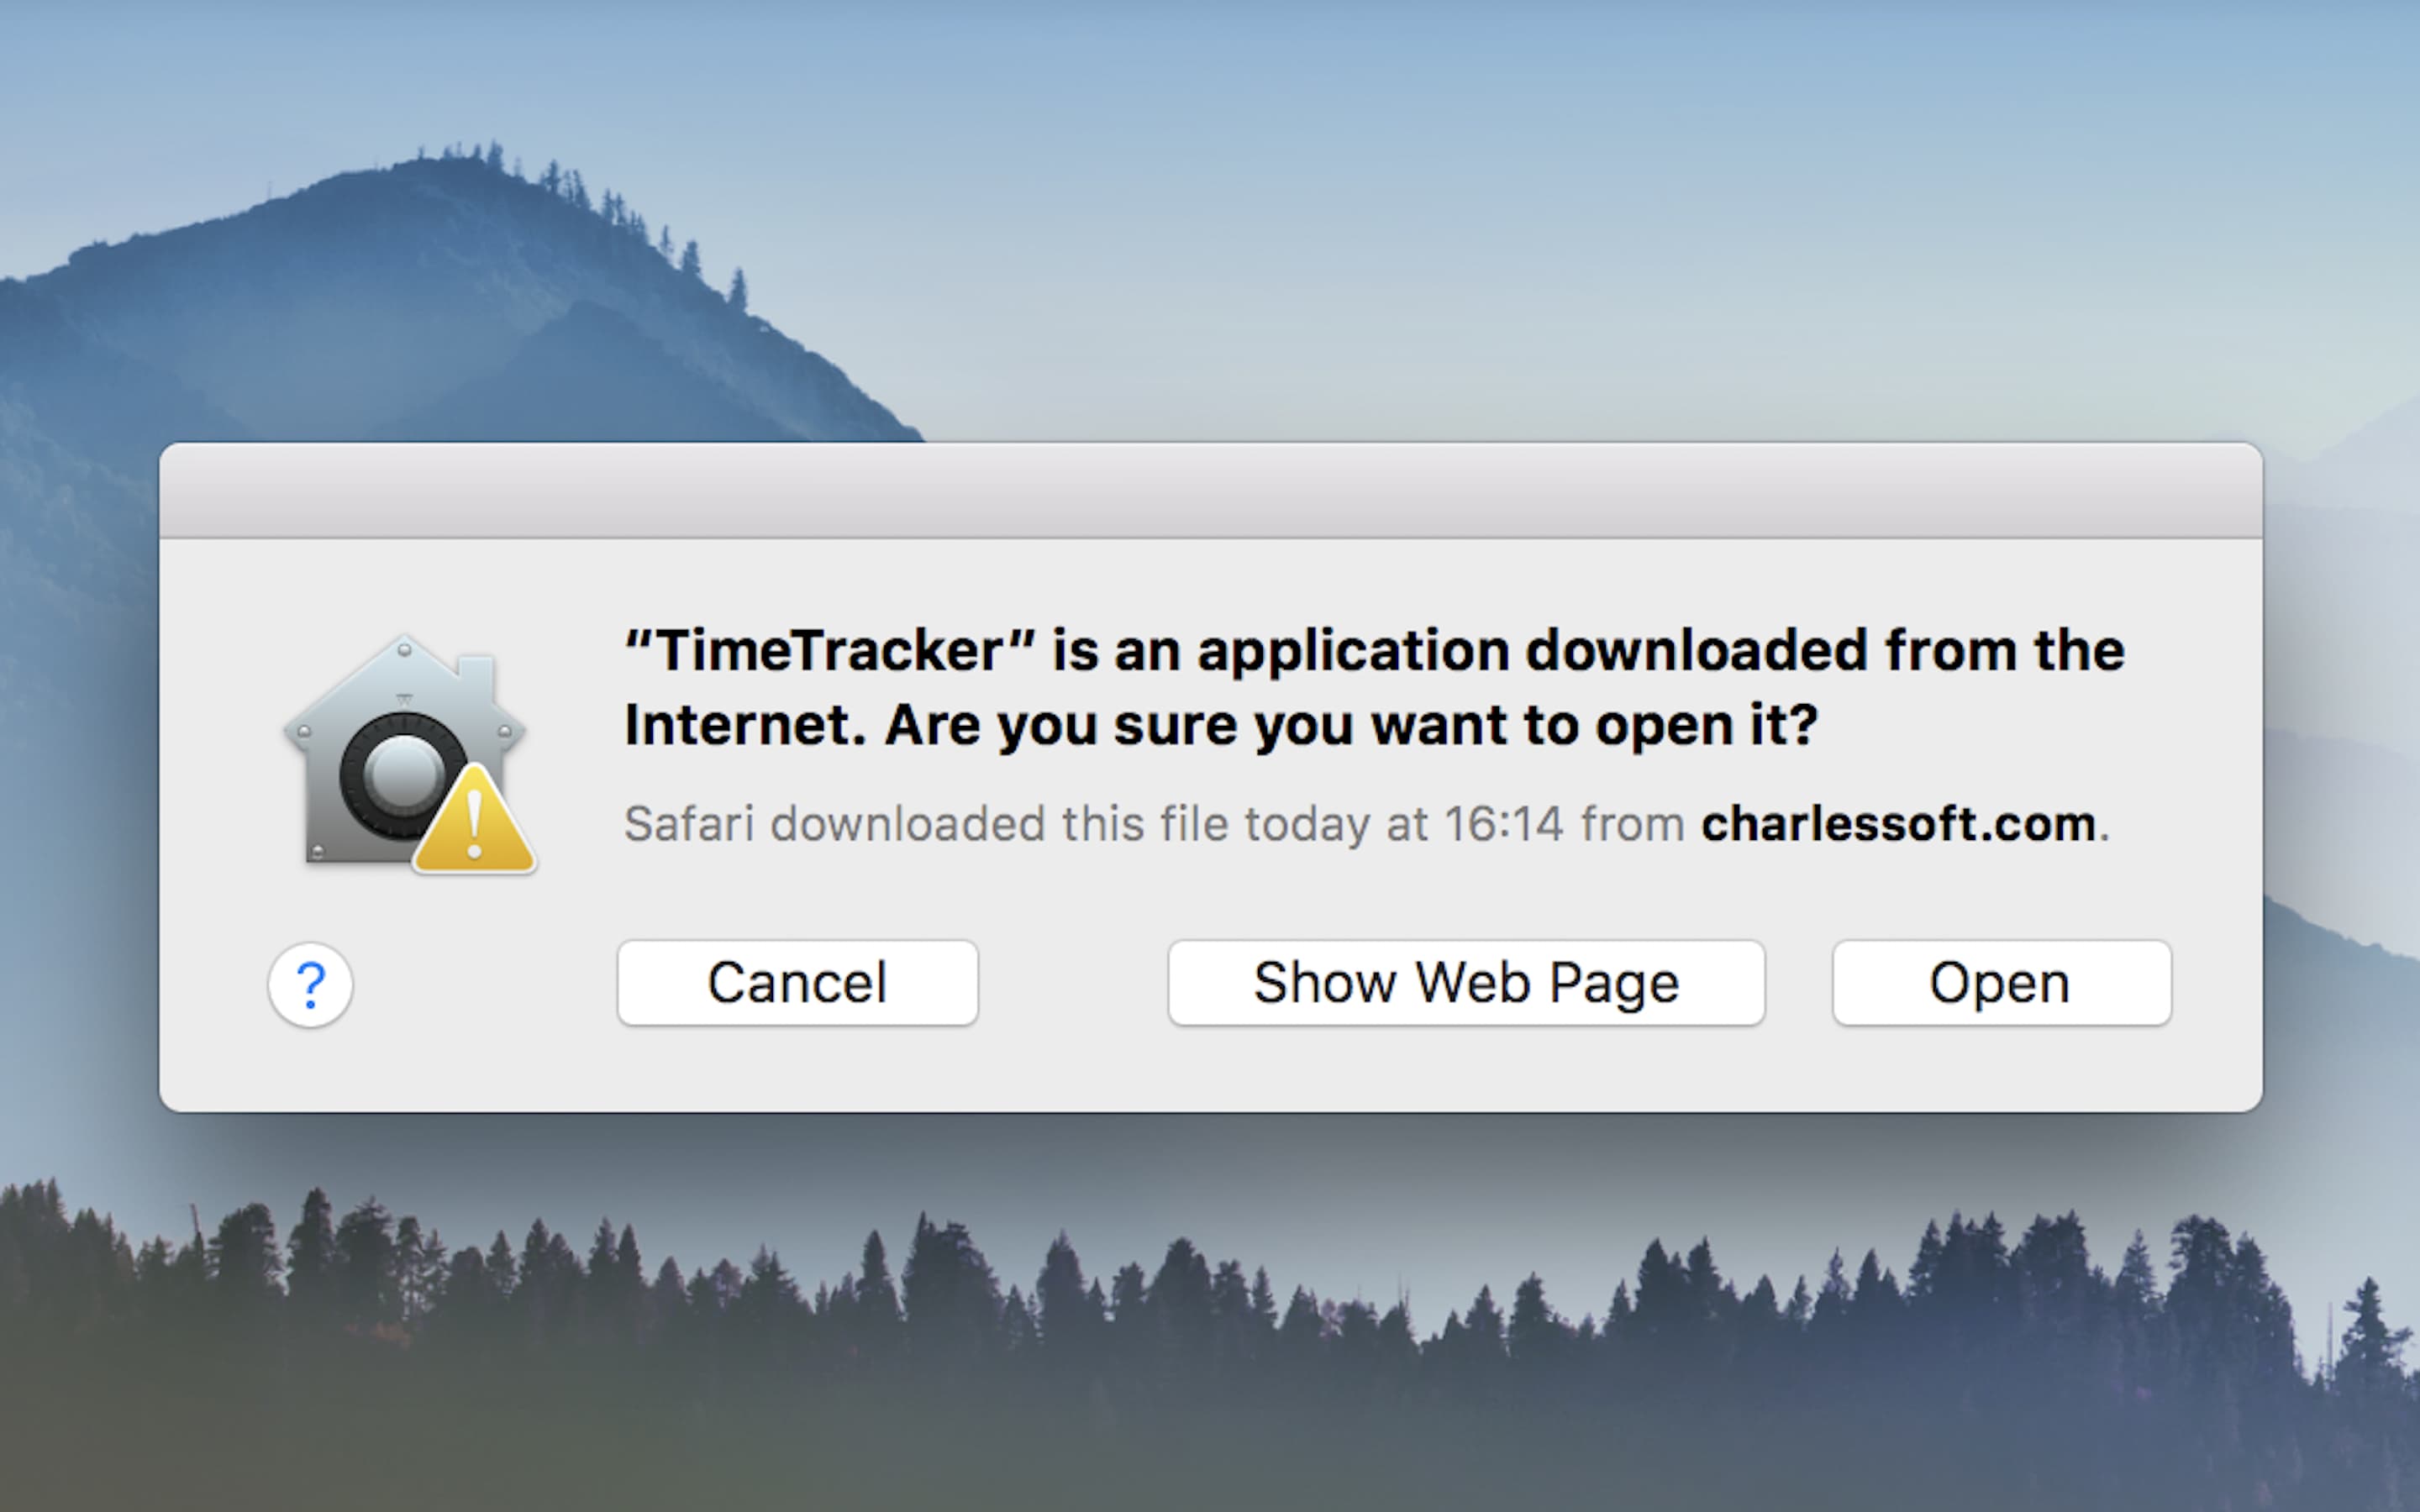 “TimeTracker” is an application downloaded from the
Internet. Are you sure you want to open it?
Safari downloaded this file today at 16:14 from charlessoft.com.
?
Cancel
Show Web Page
Open